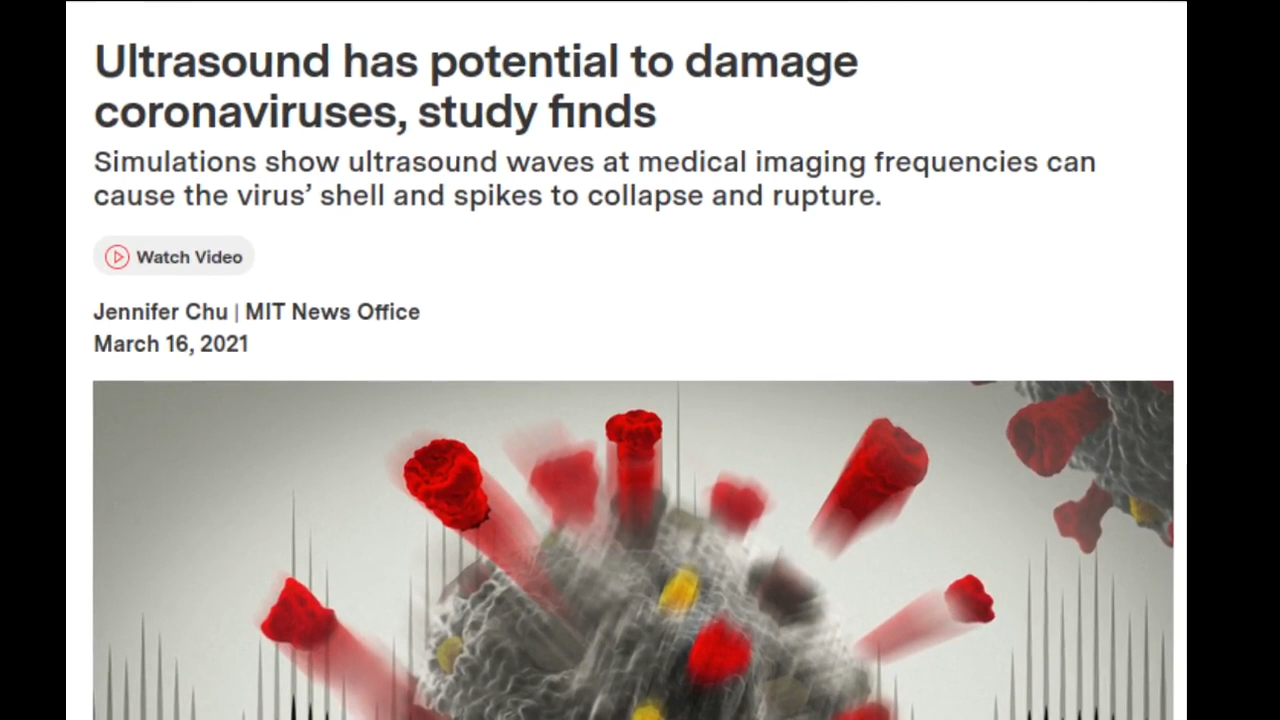 Ultrasound has potential to damage
coronaviruses, study finds
Simulations show ultrasound waves at medical imaging frequencies can
cause the virus’ shell and spikes to collapse and rupture.
Watch Video
Jennifer Chu | MIT News Office
March 16, 2021